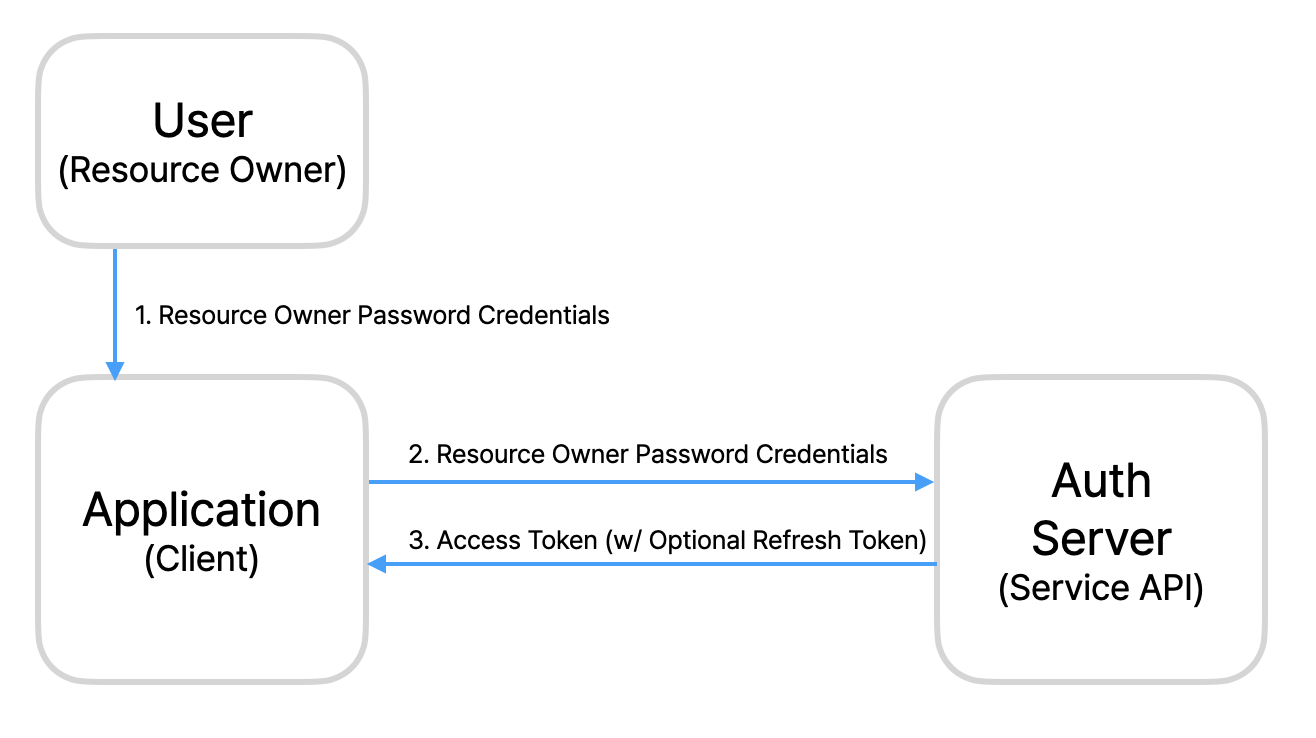 User
(Resource Owner)
1. Resource Owner Password Credentials
Application
(Client)
2. Resource Owner Password Credentials
3. Access Token (w/ Optional Refresh Token)
Auth
Server
(Service API)